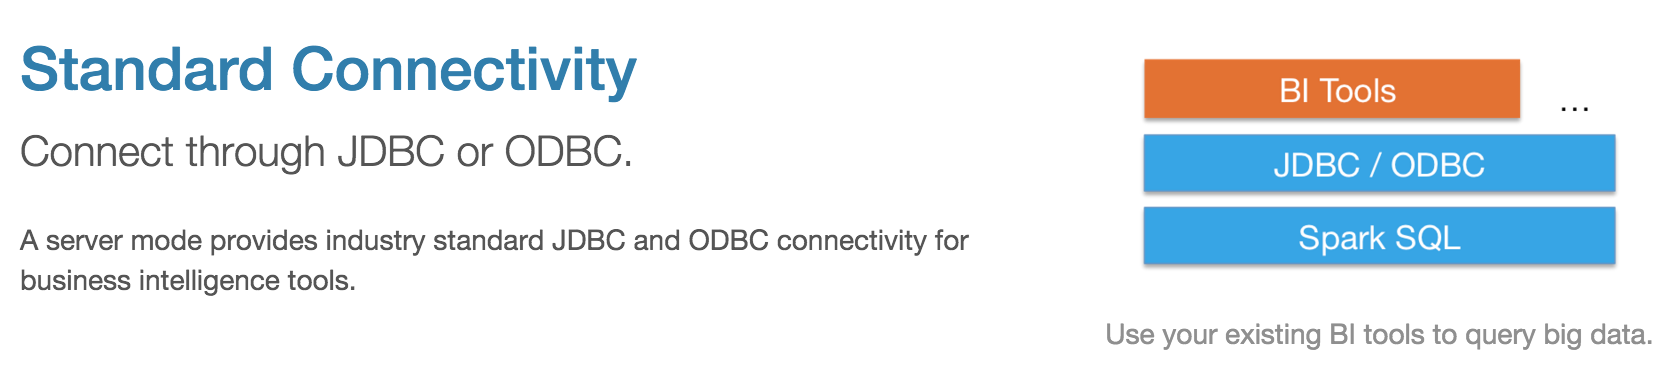 Standard Connectivity
Connect through JDBC or ODBC.
A server mode provides industry standard JDBC and ODBC connectivity for
business intelligence tools.
BI Tools ...
JDBC / ODBC
Spark SQL
Use your existing BI tools to query big data.